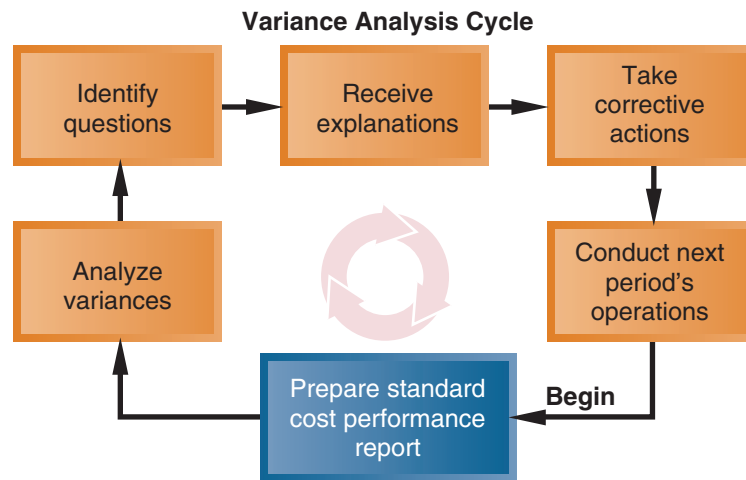 Variance Analysis Cycle
Identify
questions
Receive
explanations
Take
corrective
actions
Analyze
variances
Conduct next
period's
operations
Prepare standard
cost performance
report
Begin